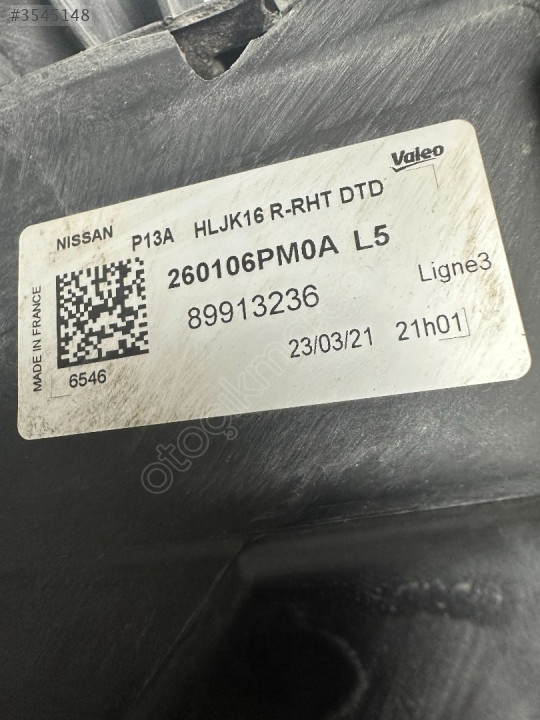 #3545148
Valeo
NISSAN P13A HLJK16 R-RHT DTD
260106PM0A L5
89913236
Ligne3
23/03/21 21h01
MADE IN FRANCE
6546